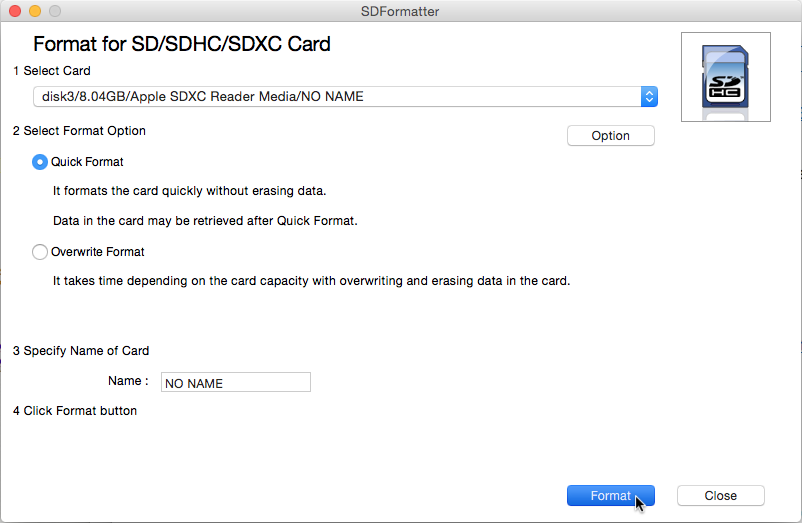 SDFormatter
Format for SD/SDHC/SDXC Card
1 Select Card
disk3/8.04GB/Apple SDXC Reader Media/NO NAME
SD
HC
2 Select Format Option
Option
Quick Format
It formats the card quickly without erasing data.
Data in the card may be retrieved after Quick Format.
Overwrite Format
It takes time depending on the card capacity with overwriting and erasing data in the card.
3 Specify Name of Card
Name : NO NAME
4 Click Format button
Format Close